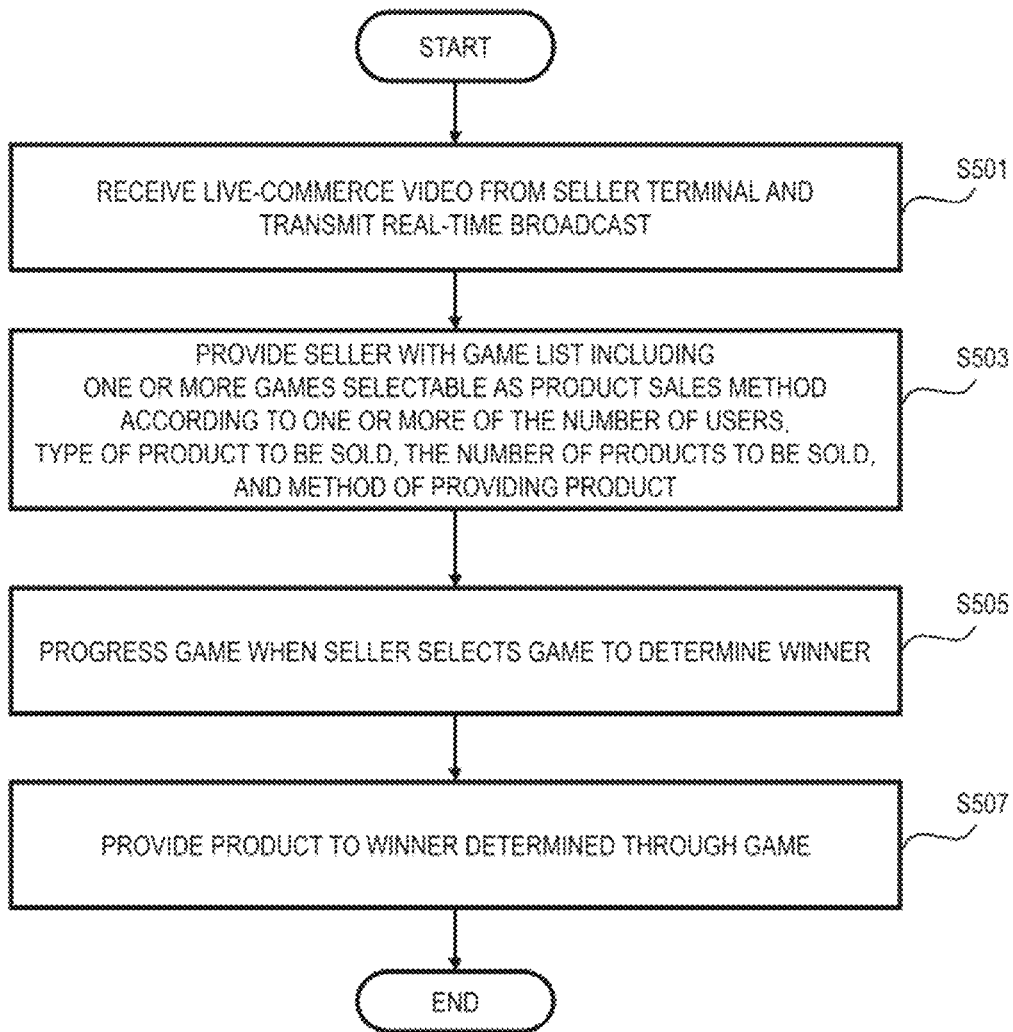 START
RECEIVE LIVE-COMMERCE VIDEO FROM SELLER TERMINAL AND
TRANSMIT REAL-TIME BROADCAST
S501
PROVIDE SELLER WITH GAME LIST INCLUDING
ONE OR MORE GAMES SELECTABLE AS PRODUCT SALES METHOD
ACCORDING TO ONE OR MORE OF THE NUMBER OF USERS,
TYPE OF PRODUCT TO BE SOLD, THE NUMBER OF PRODUCTS TO BE SOLD,
AND METHOD OF PROVIDING PRODUCT
S503
PROGRESS GAME WHEN SELLER SELECTS GAME TO DETERMINE WINNER
S505
PROVIDE PRODUCT TO WINNER DETERMINED THROUGH GAME
S507
END